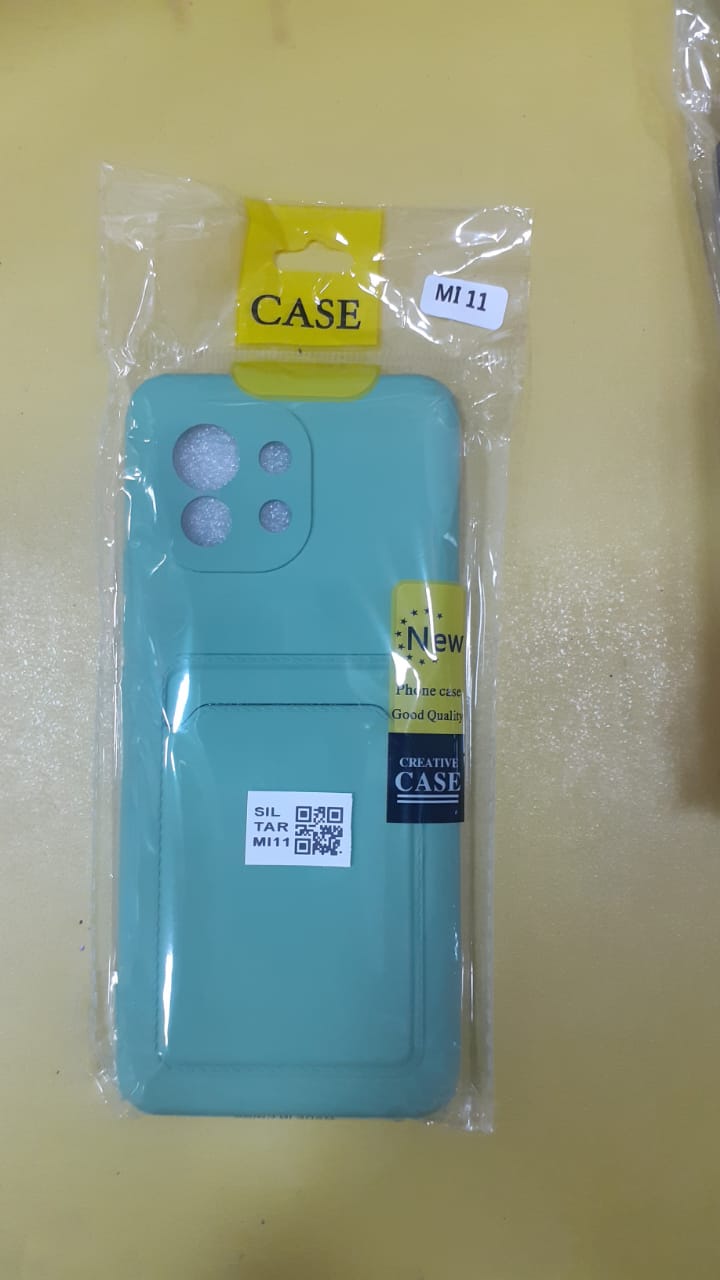 CASE
MI 11
New
Phone case
Good Quality
CREATIVE
CASE
SIL
TAR
MI11